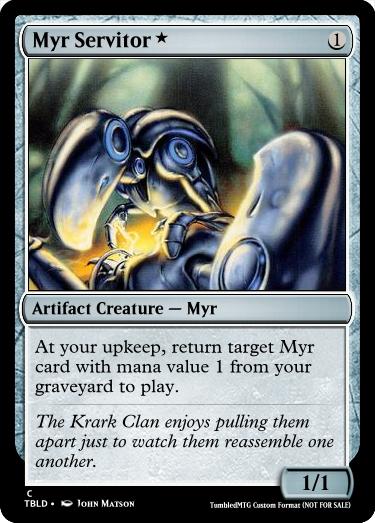 Myr Servitor ★ 1
Artifact Creature — Myr
At your upkeep, return target Myr
card with mana value 1 from your
graveyard to play.
The Krark Clan enjoys pulling them
apart just to watch them reassemble one
another.
1/1
C
TBLD • John Matson
TumbledMTG Custom Format (NOT FOR SALE)